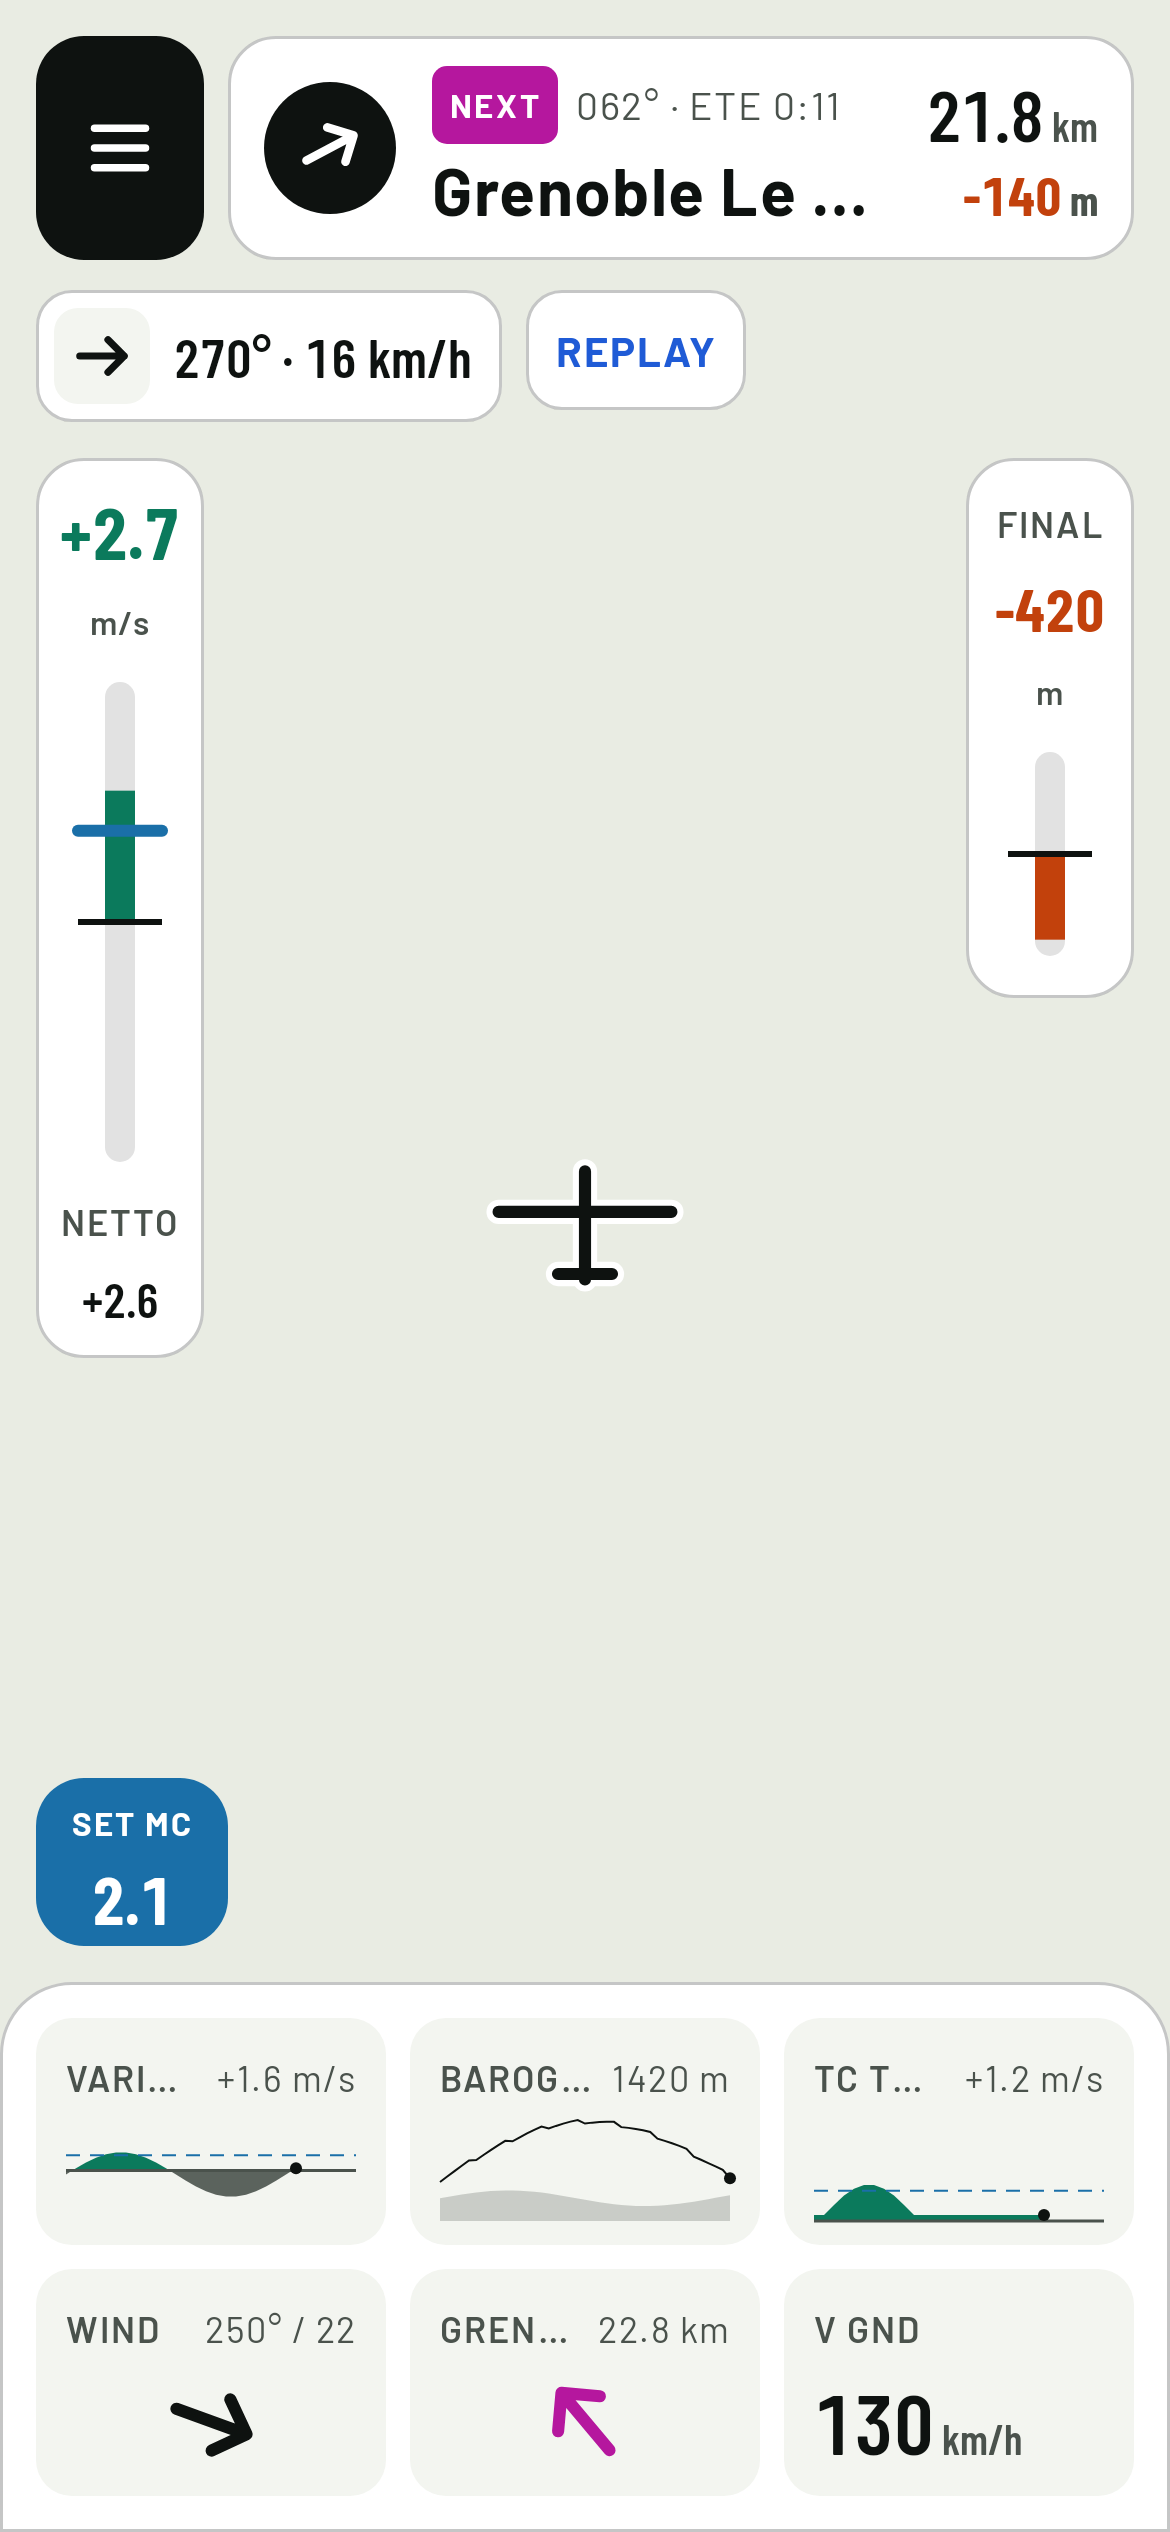 NEXT 062° · ETE 0:11
Grenoble Le ...
21.8 km
-140 m
270° · 16 km/h
REPLAY
+2.7
m/s
NETTO
+2.6
FINAL
-420
m
SET MC
2.1
VARI... +1.6 m/s
BAROG... 1420 m
TC T... +1.2 m/s
WIND 250° / 22
GREN... 22.8 km
V GND
130 km/h